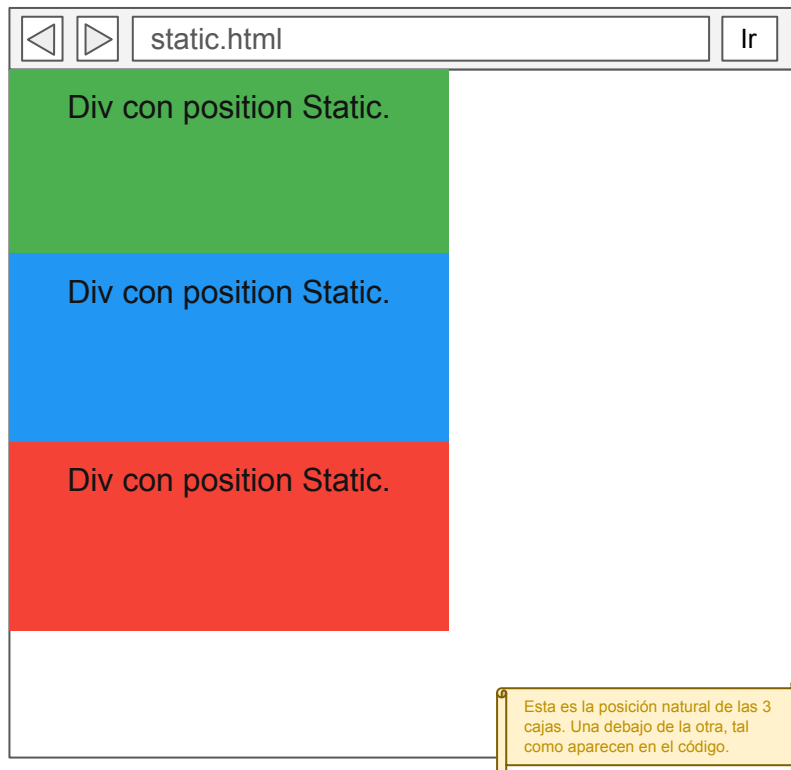 static.html
Ir
Div con position Static.
Div con position Static.
Div con position Static.
Esta es la posición natural de las 3
cajas. Una debajo de la otra, tal
como aparecen en el código.